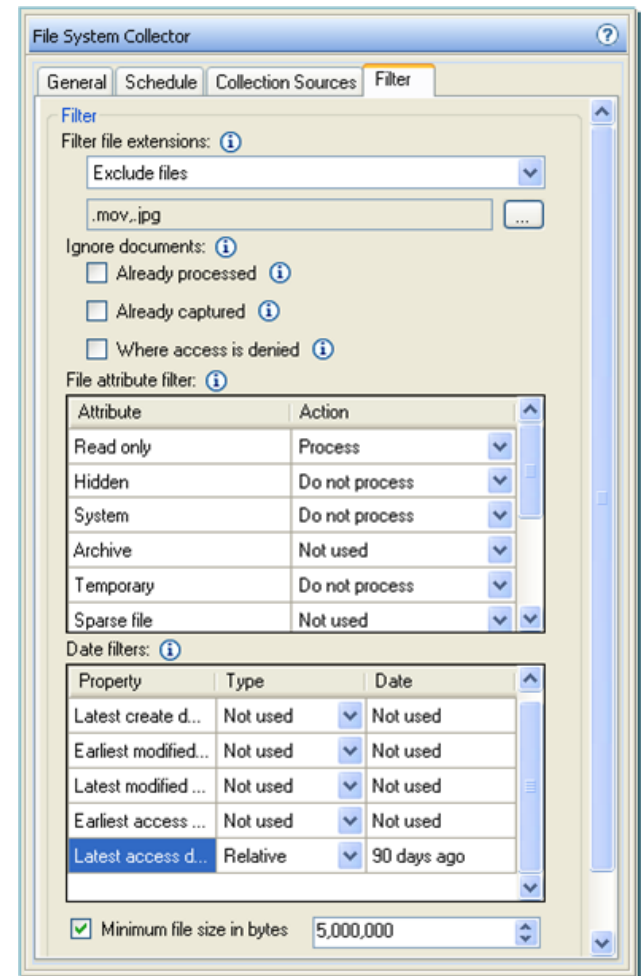 File System Collector ?
General Schedule Collection Sources Filter
Filter
Filter file extensions: i
Exclude files
.mov,.jpg ...
Ignore documents: i
Already processed i
Already captured i
Where access is denied i
File attribute filter: i
Attribute Action
Read only Process
Hidden Do not process
System Do not process
Archive Not used
Temporary Do not process
Sparse file Not used
Date filters: i
Property Type Date
Latest create d... Not used Not used
Earliest modified... Not used Not used
Latest modified ... Not used Not used
Earliest access ... Not used Not used
Latest access d... Relative 90 days ago
Minimum file size in bytes 5,000,000